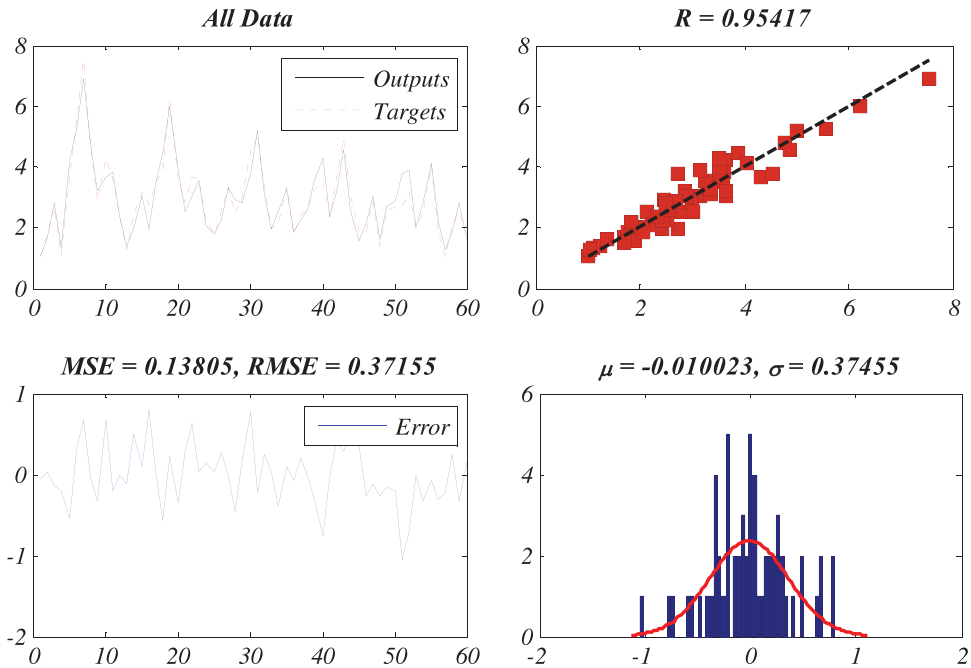 All Data
8
6
4
2
0
0 10 20 30 40 50 60
Outputs
Targets
R = 0.95417
8
6
4
2
0
0 2 4 6 8
MSE = 0.13805, RMSE = 0.37155
1
0
-1
-2
0 10 20 30 40 50 60
Error
μ = -0.010023, σ = 0.37455
6
4
2
0
-2 -1 0 1 2